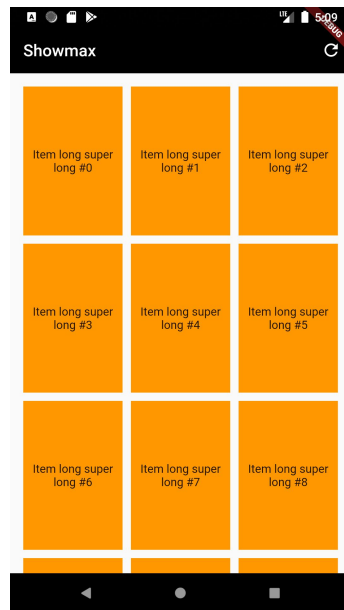 A
LTE
5:09
DEBUG
Showmax
Item long super
long #0
Item long super
long #1
Item long super
long #2
Item long super
long #3
Item long super
long #4
Item long super
long #5
Item long super
long #6
Item long super
long #7
Item long super
long #8